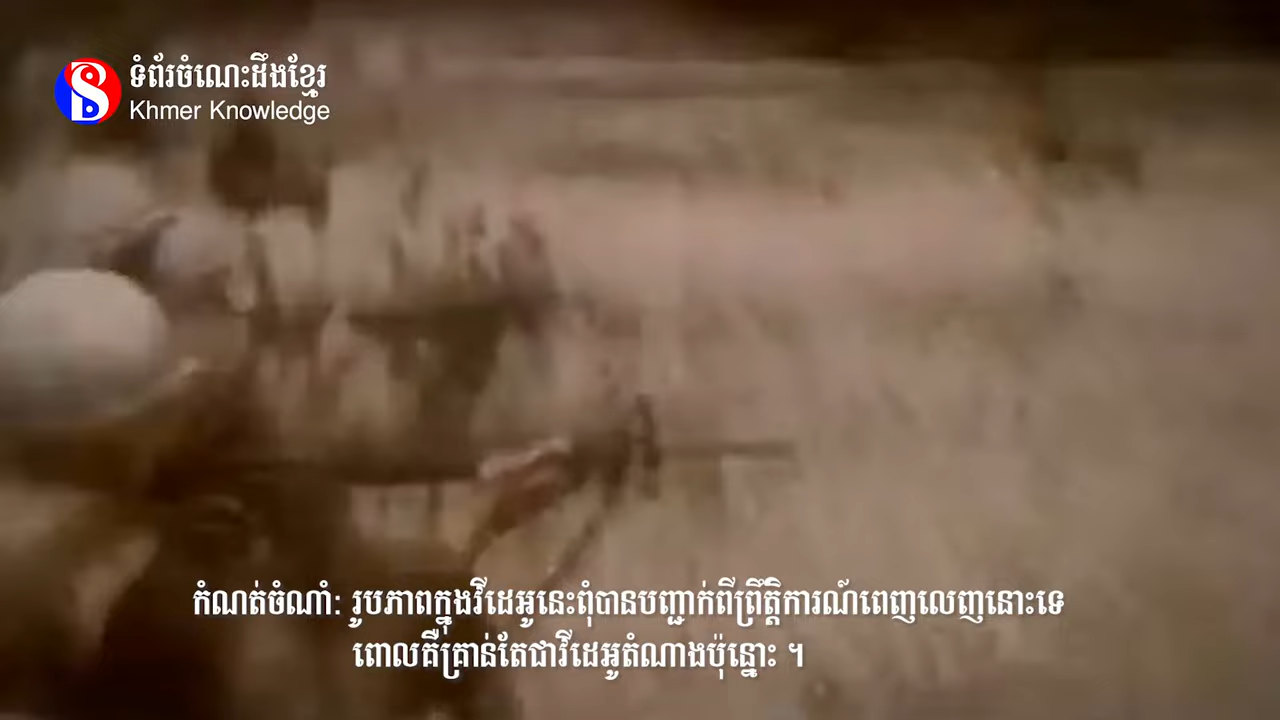 ទំព័រចំណេះដឹងខ្មែរ
Khmer Knowledge
កំណត់ចំណាំ: រូបភាពក្នុងវីដេអូនេះពុំបានបញ្ជាក់ពីព្រឹត្តិការណ៍ពេញលេញនោះទេ
ពោលគឺគ្រាន់តែជាវីដេអូតំណាងប៉ុន្នោះ ។